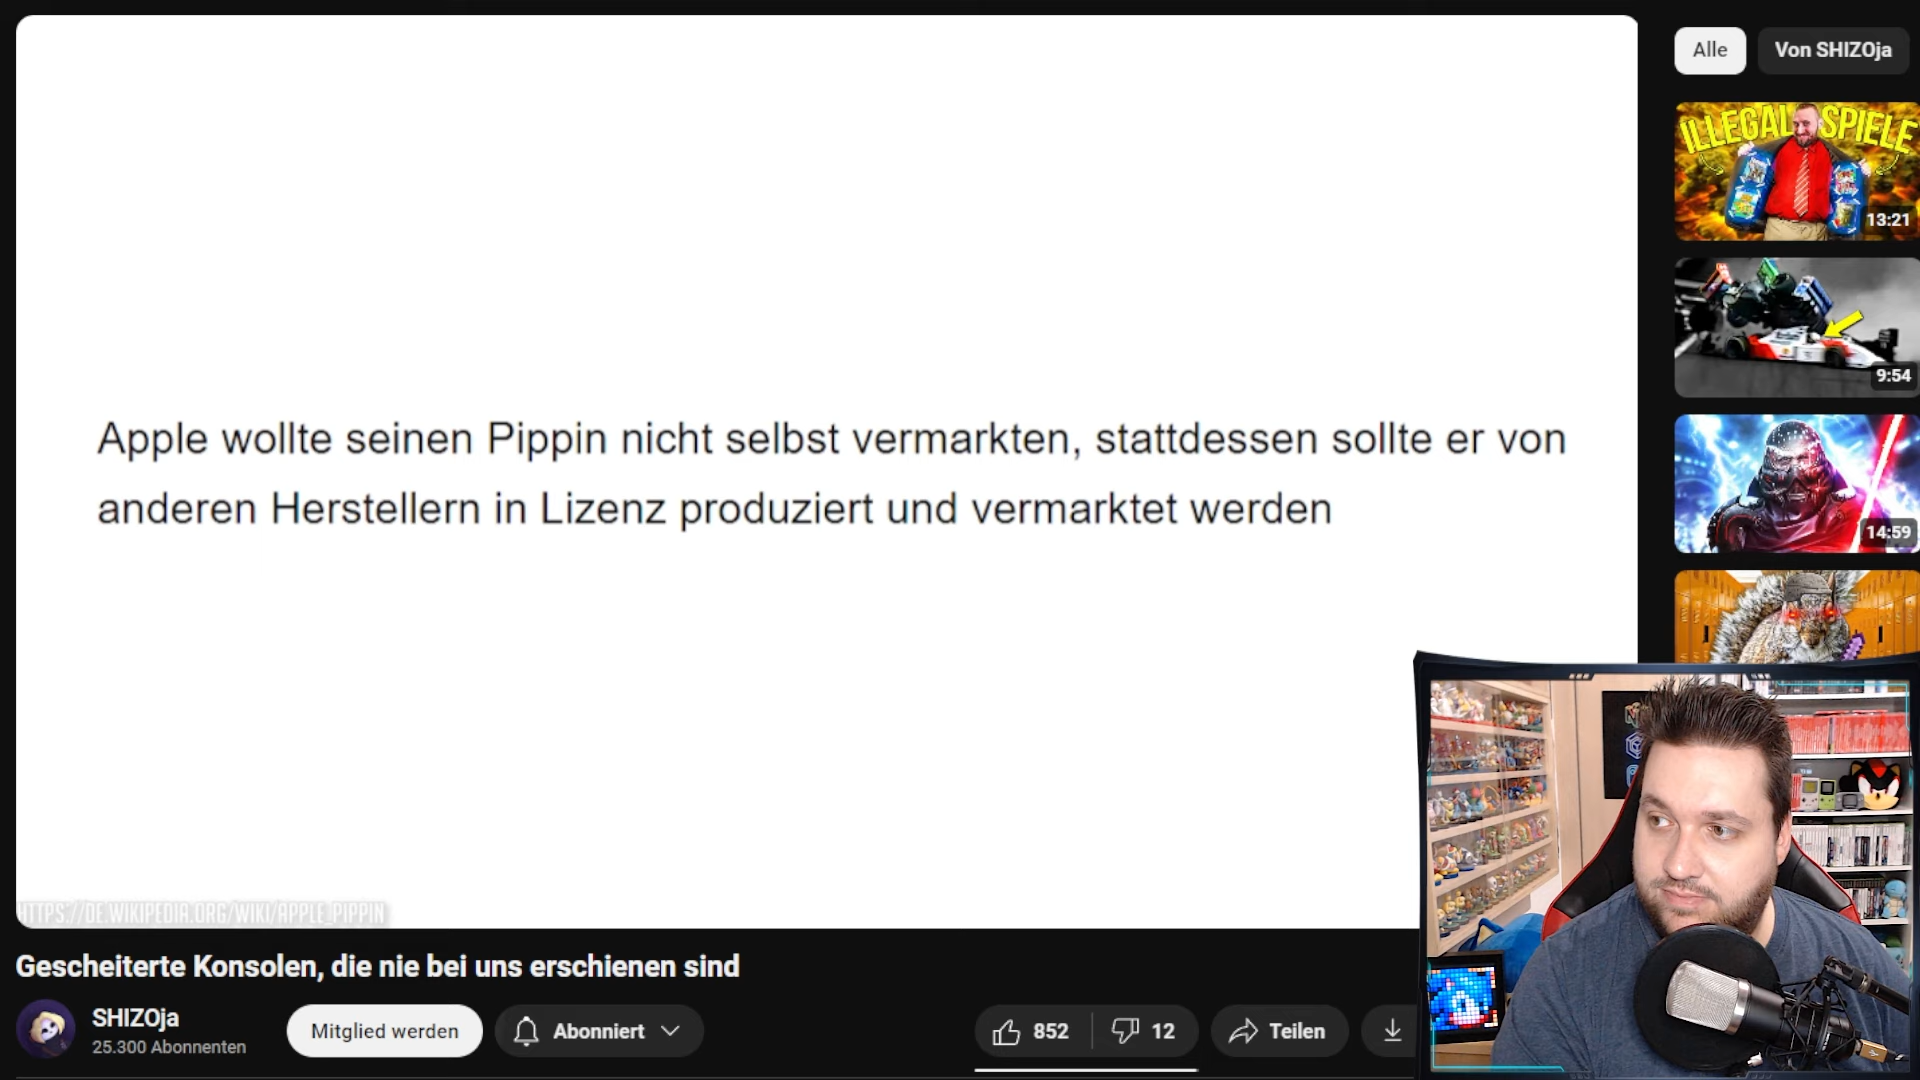 Alle
Von SHIZOja
ILLEGAL SPIELE
13:21
9:54
14:59
Apple wollte seinen Pippin nicht selbst vermarkten, stattdessen sollte er von
anderen Herstellern in Lizenz produziert und vermarktet werden
HTTPS://DE.WIKIPEDIA.ORG/WIKI/APPLE_PIPPIN
Gescheiterte Konsolen, die nie bei uns erschienen sind
SHIZOja
25.300 Abonnenten
Mitglied werden
Abonniert
852
12
Teilen